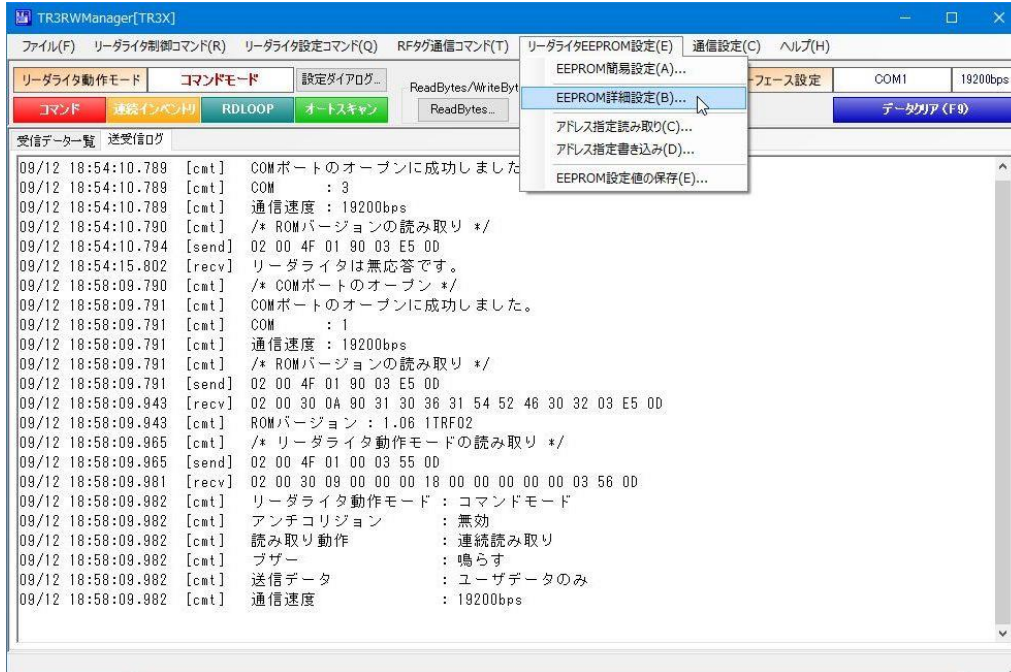 TR3RWManager[TR3X]
ファイル(F) リーダライタ制御コマンド(R) リーダライタ設定コマンド(Q) RFタグ通信コマンド(T) リーダライタEEPROM設定(E) 通信設定(C) ヘルプ(H)
リーダライタ動作モード コマンドモード 設定ダイアログ... ReadBytes/WriteByt ーフェース設定 COM1 19200bps
コマンド 連続インベントリ RDLOOP オートスキャン ReadBytes... データクリア(F9)
EEPROM簡易設定(A)...
EEPROM詳細設定(B)...
アドレス指定読み取り(C)...
アドレス指定書き込み(D)...
EEPROM設定値の保存(E)...
受信データ一覧 送受信ログ
09/12 18:54:10.789 [cmt] COMポートのオープンに成功しました
09/12 18:54:10.789 [cmt] COM : 3
09/12 18:54:10.789 [cmt] 通信速度 : 19200bps
09/12 18:54:10.790 [cmt] /* ROMバージョンの読み取り */
09/12 18:54:10.794 [send] 02 00 4F 01 90 03 E5 0D
09/12 18:54:15.802 [recv] リーダライタは無応答です。
09/12 18:58:09.790 [cmt] /* COMポートのオープン */
09/12 18:58:09.791 [cmt] COMポートのオープンに成功しました。
09/12 18:58:09.791 [cmt] COM : 1
09/12 18:58:09.791 [cmt] 通信速度 : 19200bps
09/12 18:58:09.791 [cmt] /* ROMバージョンの読み取り */
09/12 18:58:09.791 [send] 02 00 4F 01 90 03 E5 0D
09/12 18:58:09.943 [recv] 02 00 30 0A 90 31 30 36 31 54 52 46 30 32 03 E5 0D
09/12 18:58:09.943 [cmt] ROMバージョン : 1.06 1TRF02
09/12 18:58:09.965 [cmt] /* リーダライタ動作モードの読み取り */
09/12 18:58:09.965 [send] 02 00 4F 01 00 03 55 0D
09/12 18:58:09.981 [recv] 02 00 30 09 00 00 00 18 00 00 00 00 00 03 56 0D
09/12 18:58:09.982 [cmt] リーダライタ動作モード : コマンドモード
09/12 18:58:09.982 [cmt] アンチコリジョン : 無効
09/12 18:58:09.982 [cmt] 読み取り動作 : 連続読み取り
09/12 18:58:09.982 [cmt] ブザー : 鳴らす
09/12 18:58:09.982 [cmt] 送信データ : ユーザデータのみ
09/12 18:58:09.982 [cmt] 通信速度 : 19200bps